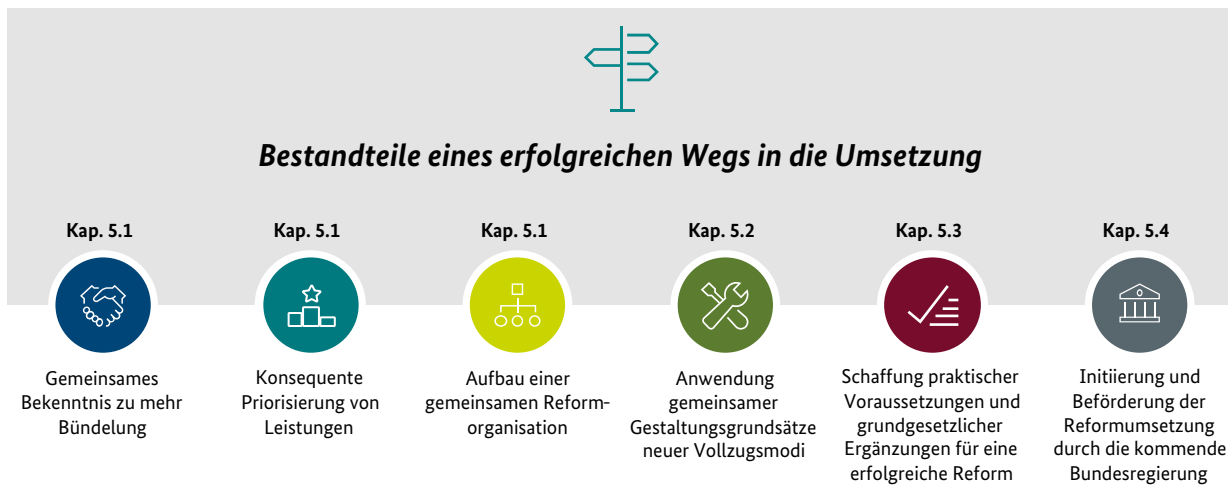 Bestandteile eines erfolgreichen Wegs in die Umsetzung
Kap. 5.1
Gemeinsames
Bekenntnis zu mehr
Bündelung
Kap. 5.1
Konsequente
Priorisierung von
Leistungen
Kap. 5.1
Aufbau einer
gemeinsamen Reform-
organisation
Kap. 5.2
Anwendung
gemeinsamer
Gestaltungsgrundsätze
neuer Vollzugsmodi
Kap. 5.3
Schaffung praktischer
Voraussetzungen und
grundgesetzlicher
Ergänzungen für eine
erfolgreiche Reform
Kap. 5.4
Initiierung und
Beförderung der
Reformumsetzung
durch die kommende
Bundesregierung